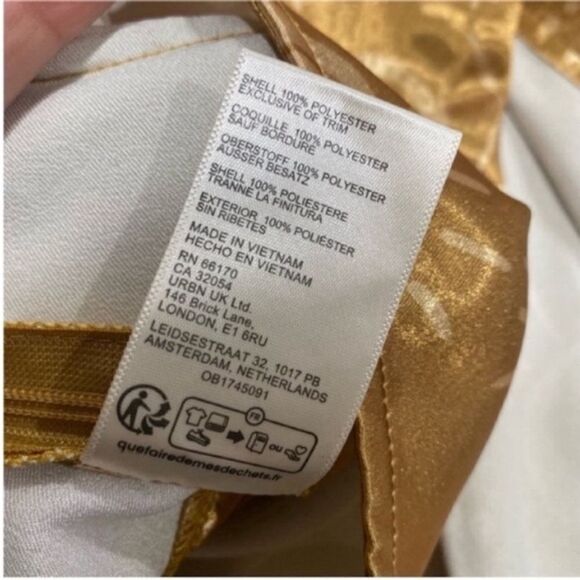 SHELL 100% POLYESTER
EXCLUSIVE OF TRIM
COQUILLE 100% POLYESTER
SAUF BORDURE
OBERSTOFF 100% POLYESTER
AUSSER BESATZ
SHELL 100% POLIESTERE
TRANNE LA FINITURA
EXTERIOR 100% POLIÉSTER
SIN RIBETES
MADE IN VIETNAM
HECHO EN VIETNAM
RN 66170
CA 32054
URBN UK Ltd.
146 Brick Lane,
LONDON, E1 6RU
LEIDSESTRAAT 32, 1017 PB
AMSTERDAM, NETHERLANDS
OB1745091
FR
ou
quefairedemesdechets.fr